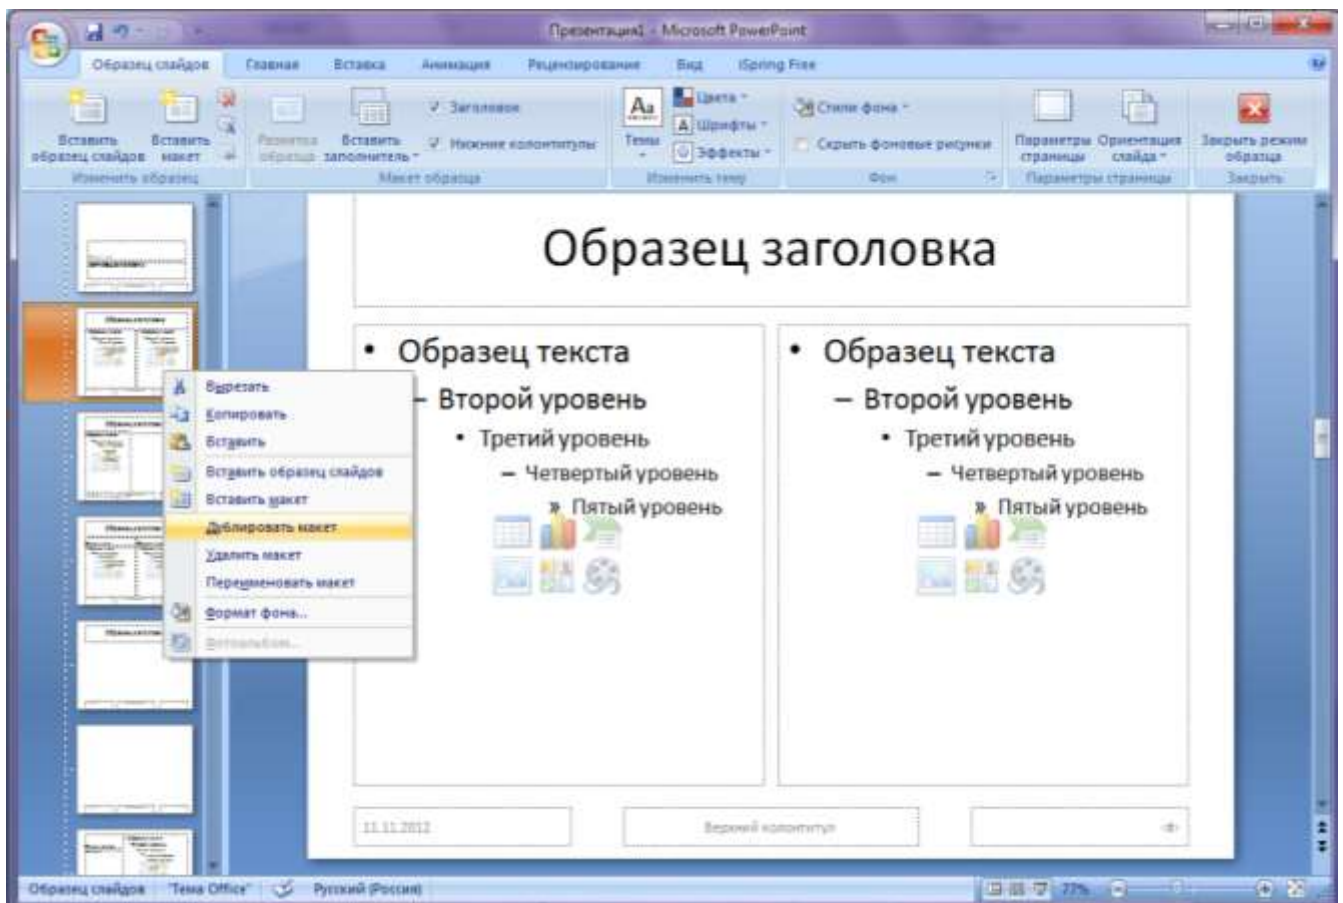 Презентация1 - Microsoft PowerPoint
Образец слайдов Главная Вставка Анимация Рецензирование Вид iSpring Free
Вставить образец слайдов
Вставить макет
Разметка образца
Вставить заполнитель
Заголовок
Нижние колонтитулы
Aa
Темы
Цвета
Шрифты
Эффекты
Стили фона
Скрыть фоновые рисунки
Параметры страницы
Ориентация слайда
Закрыть режим образца
Изменить образец Макет образца Изменить тему Фон Параметры страницы Закрыть
Образец заголовка
• Образец текста
– Второй уровень
• Третий уровень
– Четвертый уровень
» Пятый уровень
• Образец текста
– Второй уровень
• Третий уровень
– Четвертый уровень
» Пятый уровень
11.11.2012
Верхний колонтитул
‹#›
Вырезать
Копировать
Вставить
Вставить образец слайдов
Вставить макет
Дублировать макет
Удалить макет
Переименовать макет
Формат фона...
Фотоальбом...
Образец слайдов "Тема Office" Русский (Россия) 77%